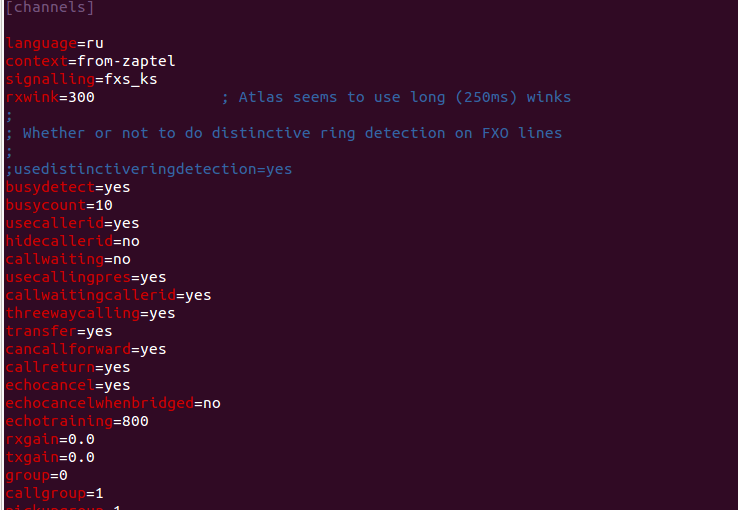 [channels]
language=ru
context=from-zaptel
signalling=fxs_ks
rxwink=300 ; Atlas seems to use long (250ms) winks
;
; Whether or not to do distinctive ring detection on FXO lines
;
;usedistinctiveringdetection=yes
busydetect=yes
busycount=10
usecallerid=yes
hidecallerid=no
callwaiting=no
usecallingpres=yes
callwaitingcallerid=yes
threewaycalling=yes
transfer=yes
cancallforward=yes
callreturn=yes
echocancel=yes
echocancelwhenbridged=no
echotraining=800
rxgain=0.0
txgain=0.0
group=0
callgroup=1